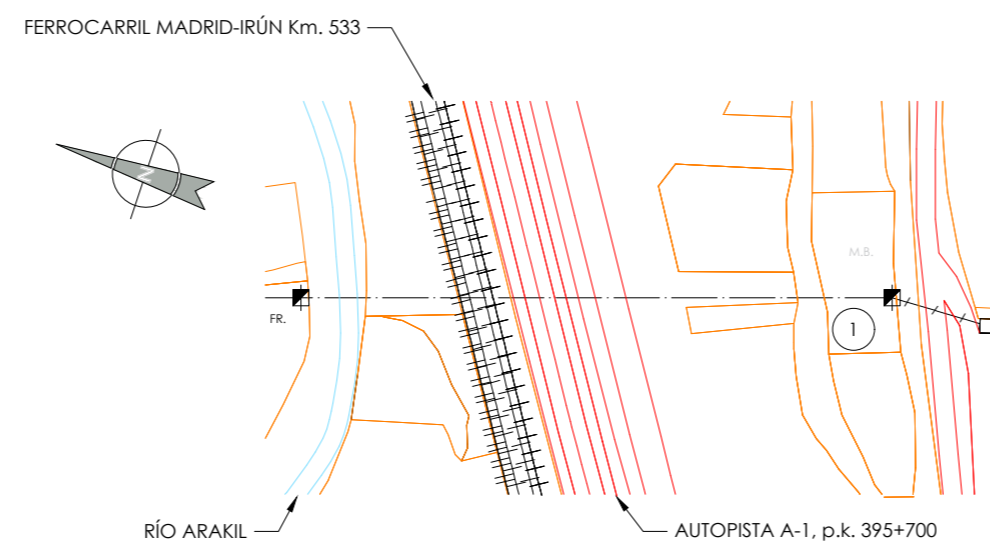 FERROCARRIL MADRID-IRÚN Km. 533
N
M.B.
FR.
1
RÍO ARAKIL
AUTOPISTA A-1, p.k. 395+700